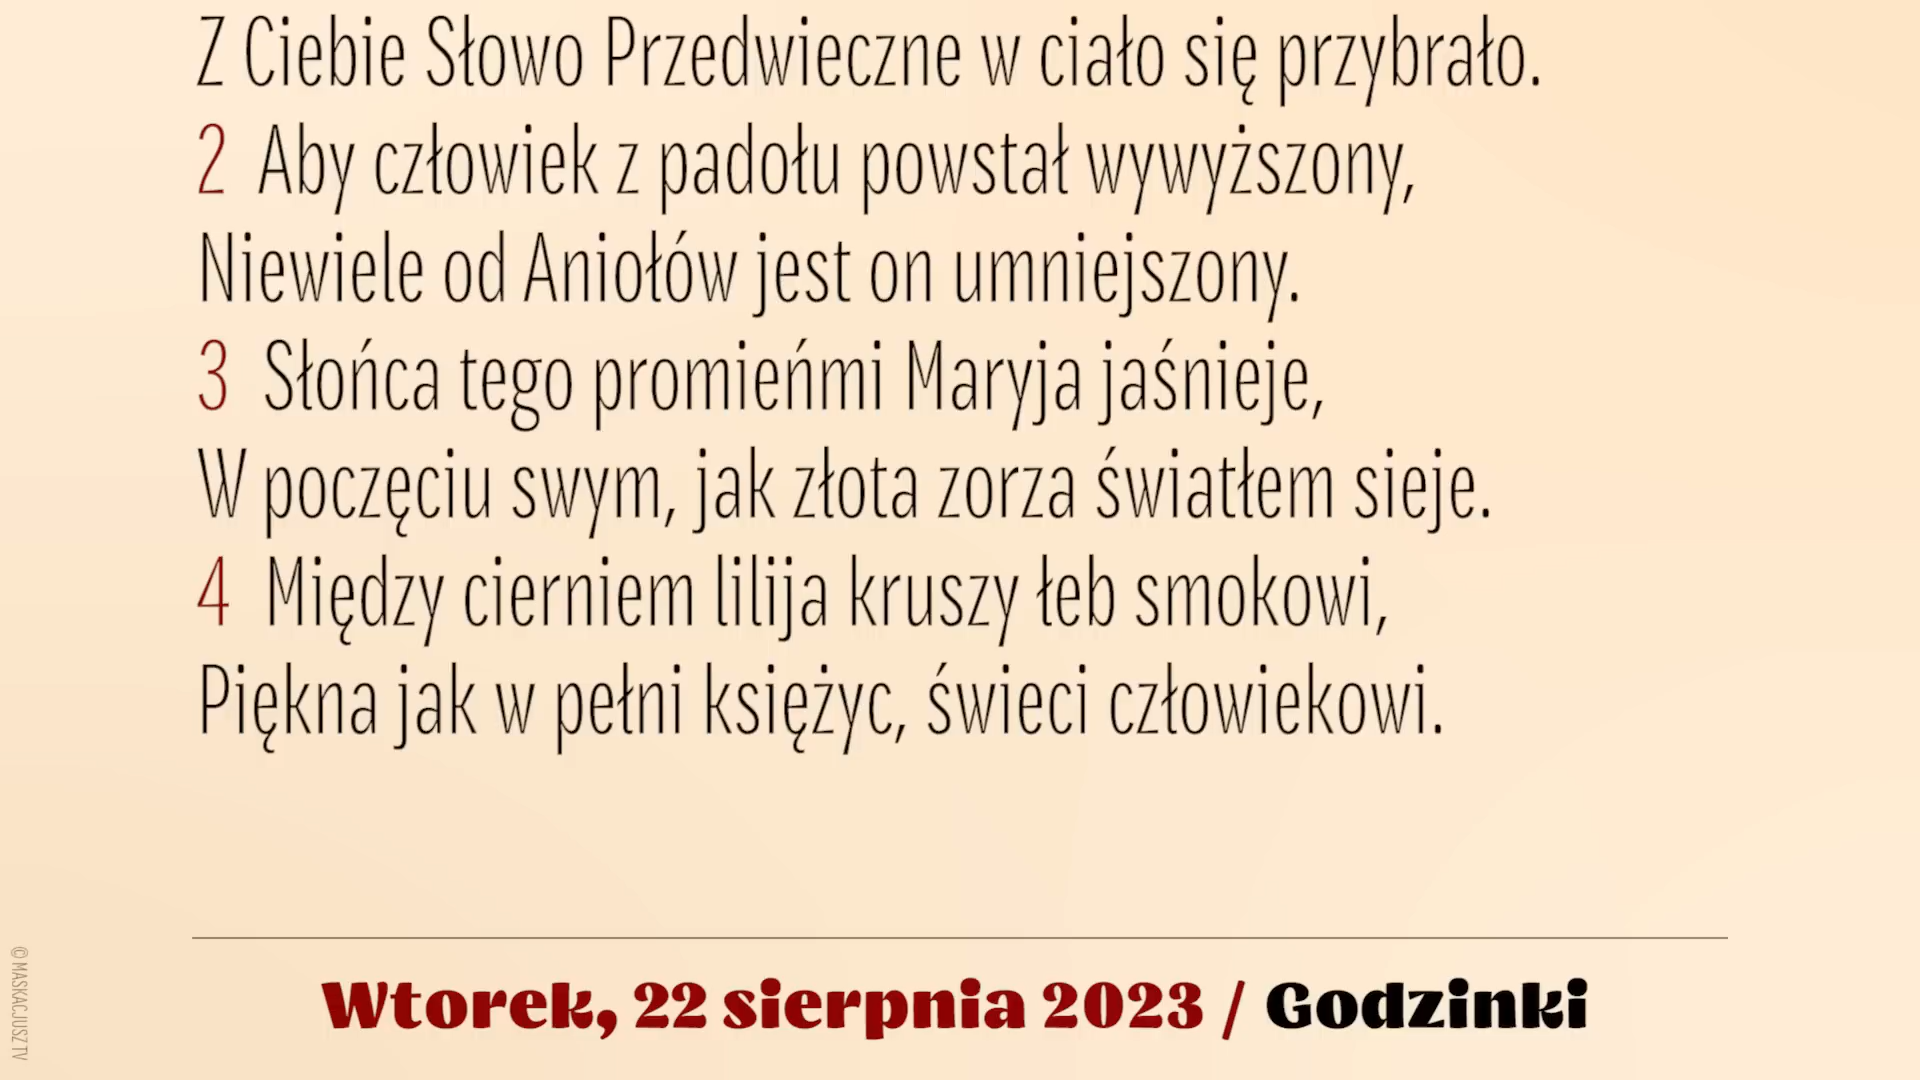 Z Ciebie Słowo Przedwieczne w ciało się przybrało.
2 Aby człowiek z padołu powstał wywyższony,
Niewiele od Aniołów jest on umniejszony.
3 Słońca tego promieńmi Maryja jaśnieje,
W poczęciu swym, jak złota zorza światłem sieje.
4 Między cierniem lilija kruszy łeb smokowi,
Piękna jak w pełni księżyc, świeci człowiekowi.
Wtorek, 22 sierpnia 2023 / Godzinki
© MASKACJUSZ TV